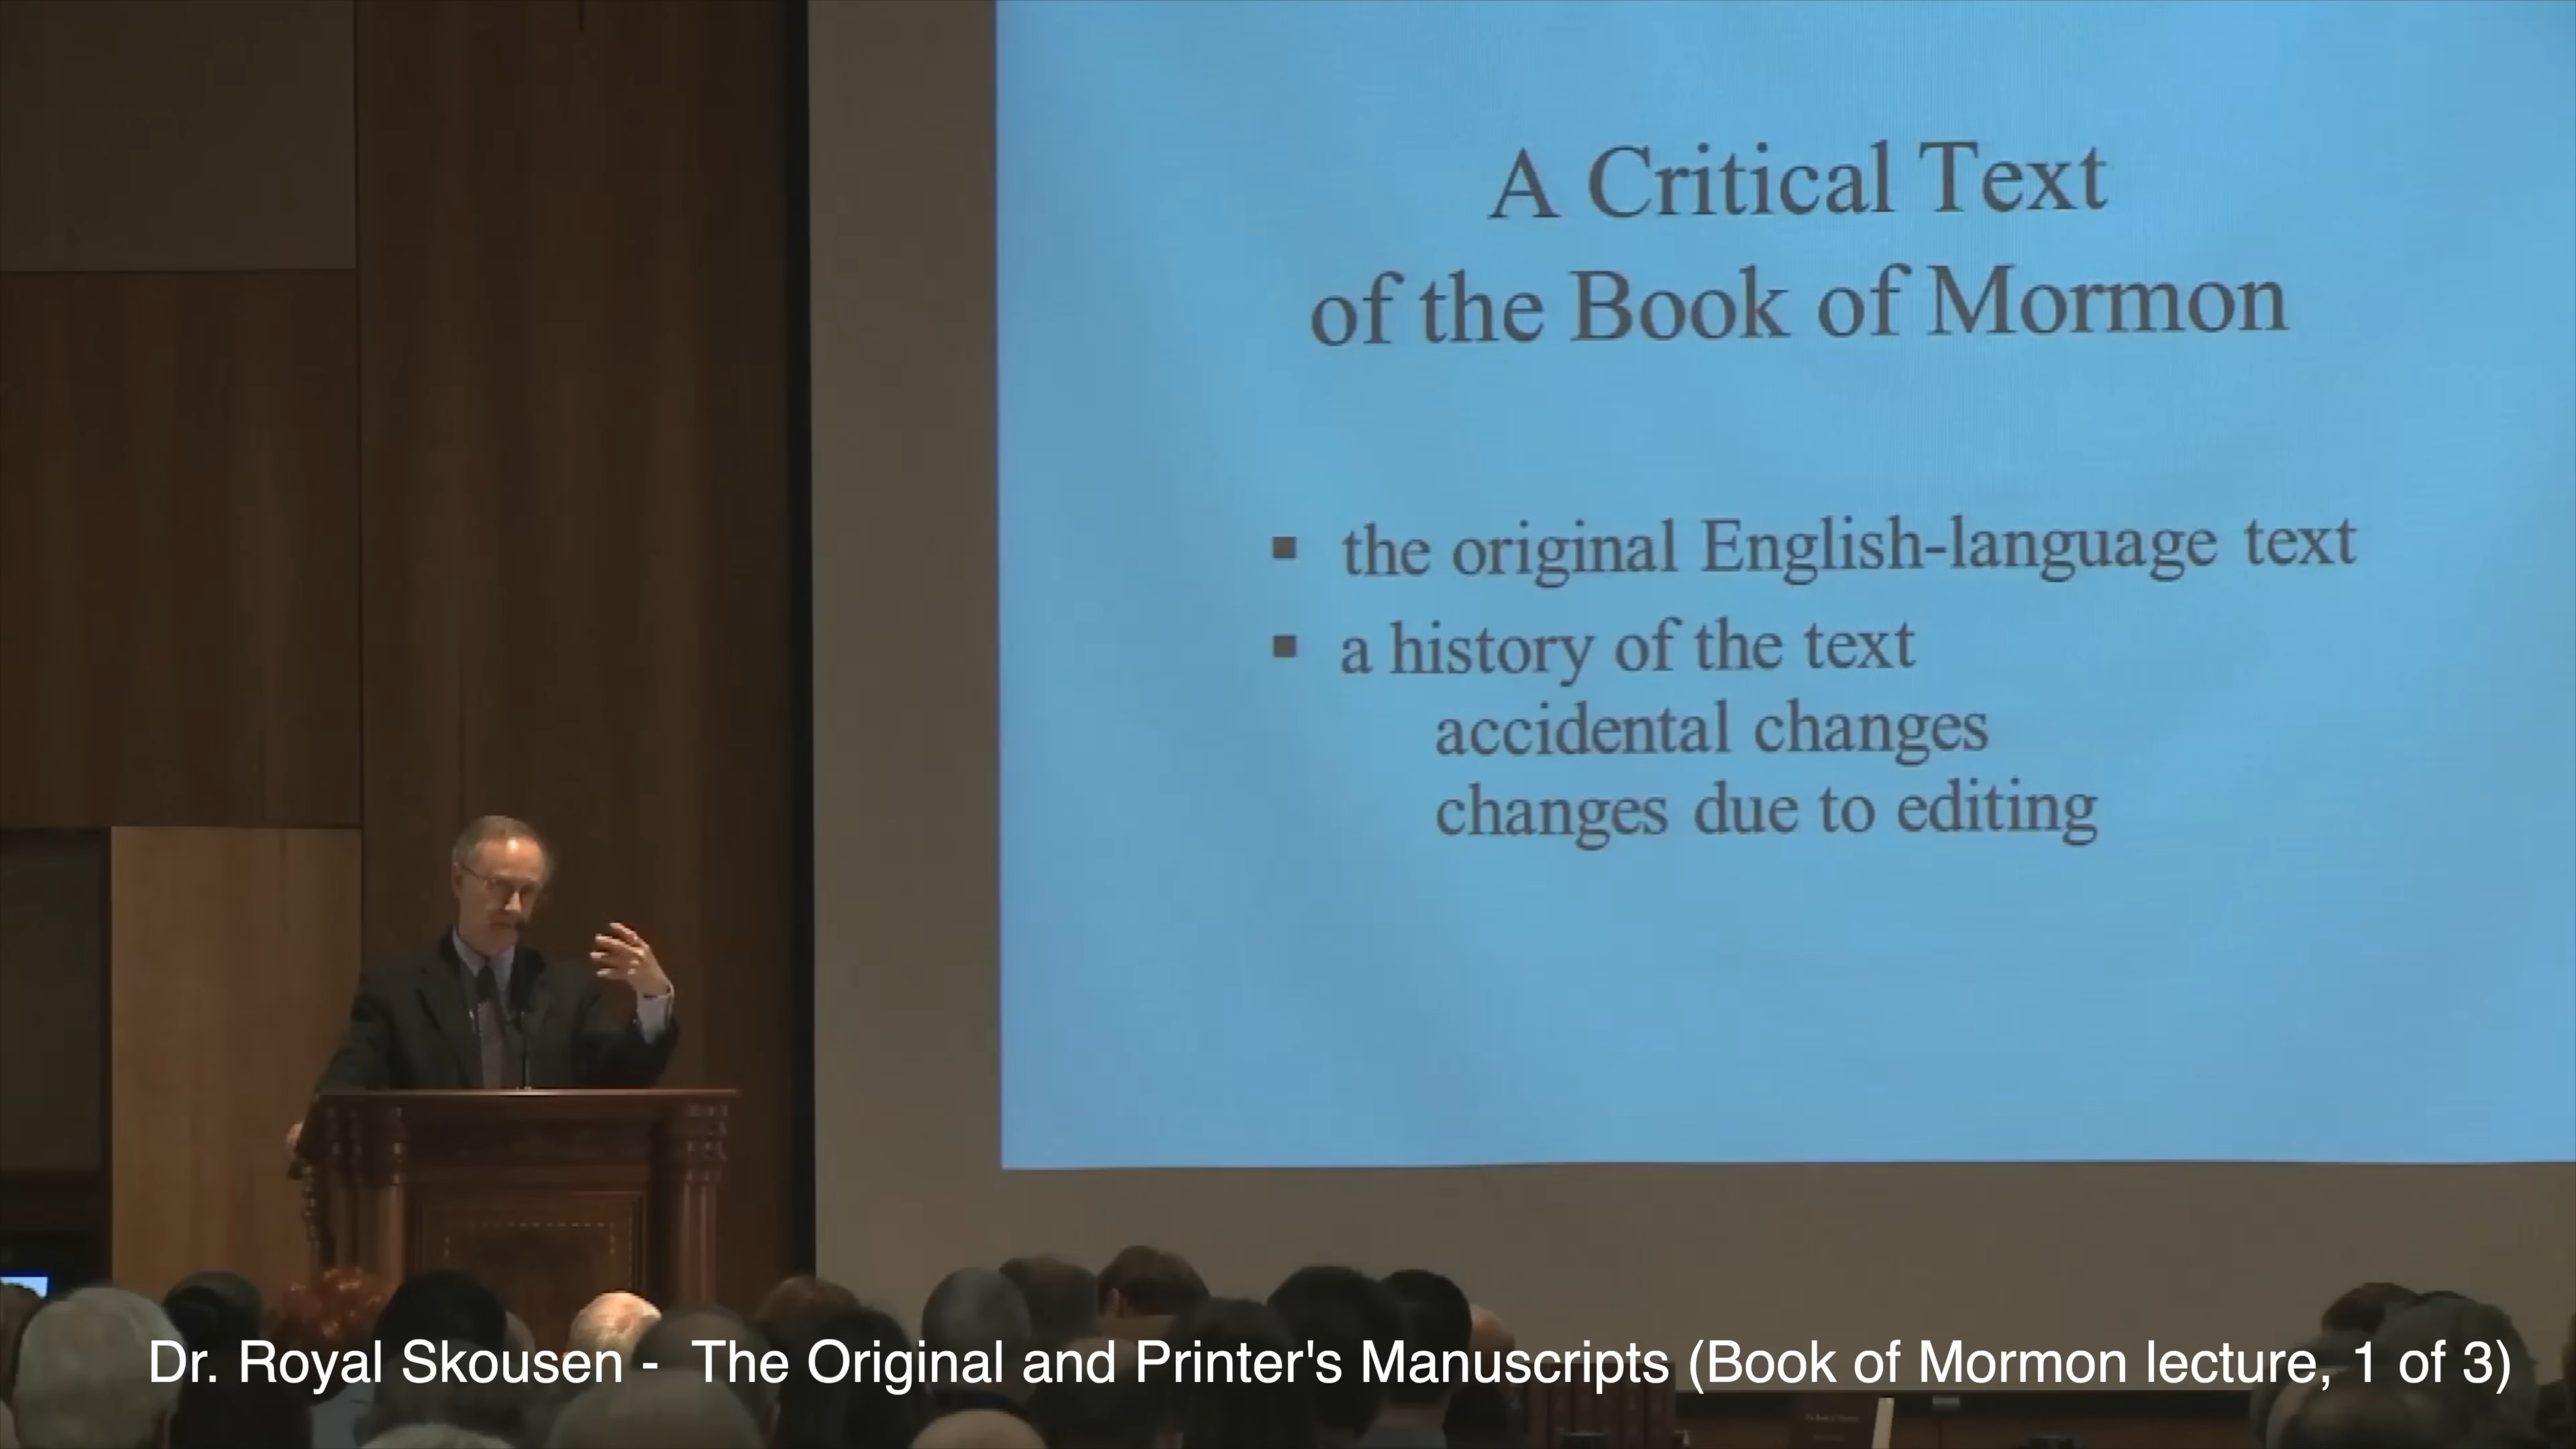 A Critical Text
of the Book of Mormon
▪ the original English-language text
▪ a history of the text
accidental changes
changes due to editing
Dr. Royal Skousen -  The Original and Printer's Manuscripts (Book of Mormon lecture, 1 of 3)